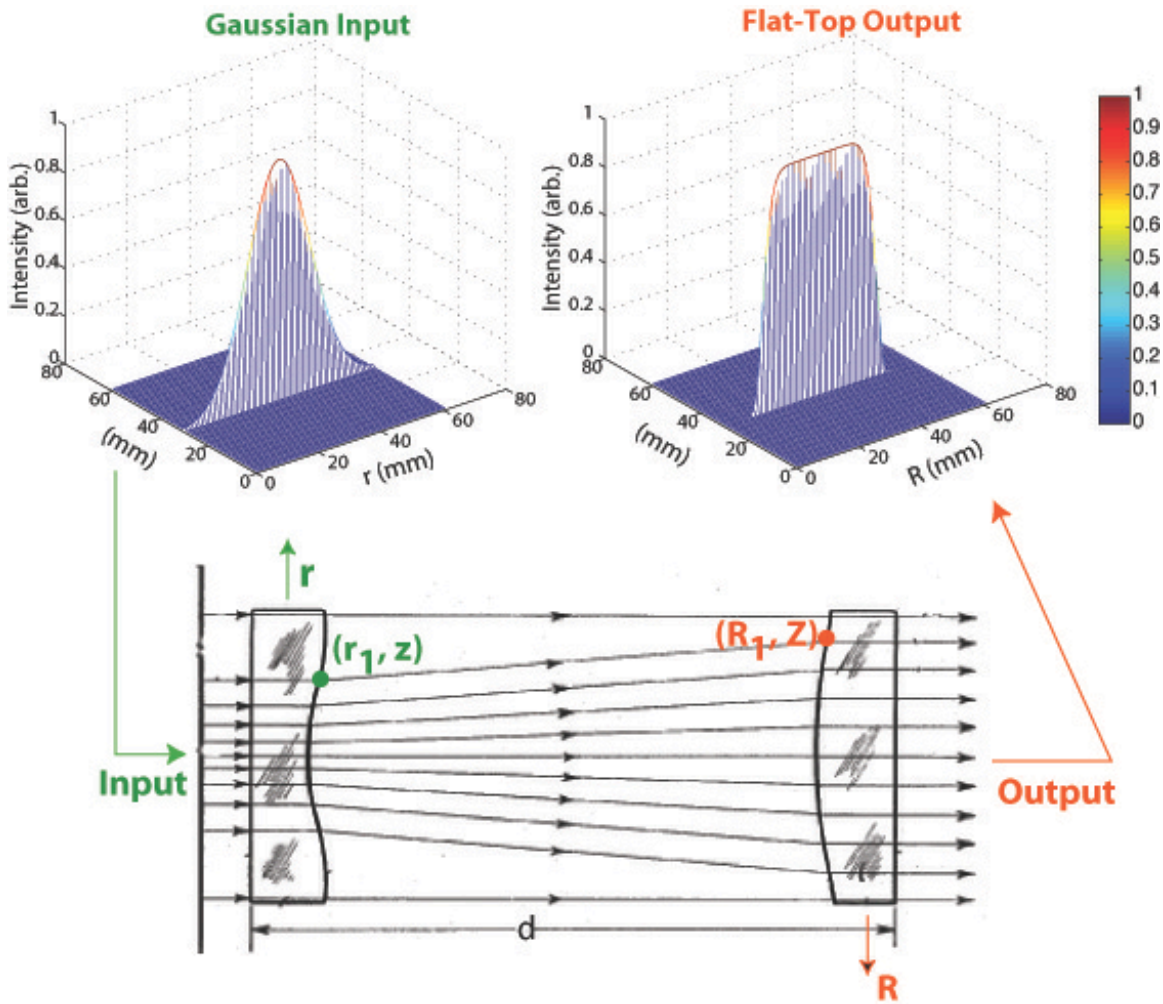 Gaussian Input
Flat-Top Output
Intensity (arb.)
1
0.8
0.6
0.4
0.2
0
80
60
40
20
0
(mm)
0
20
40
60
80
r (mm)
Intensity (arb.)
1
0.8
0.6
0.4
0.2
0
80
60
40
20
0
(mm)
0
20
40
60
80
R (mm)
1
0.9
0.8
0.7
0.6
0.5
0.4
0.3
0.2
0.1
0
r
(r₁, z)
(R₁, Z)
Input
Output
d
R